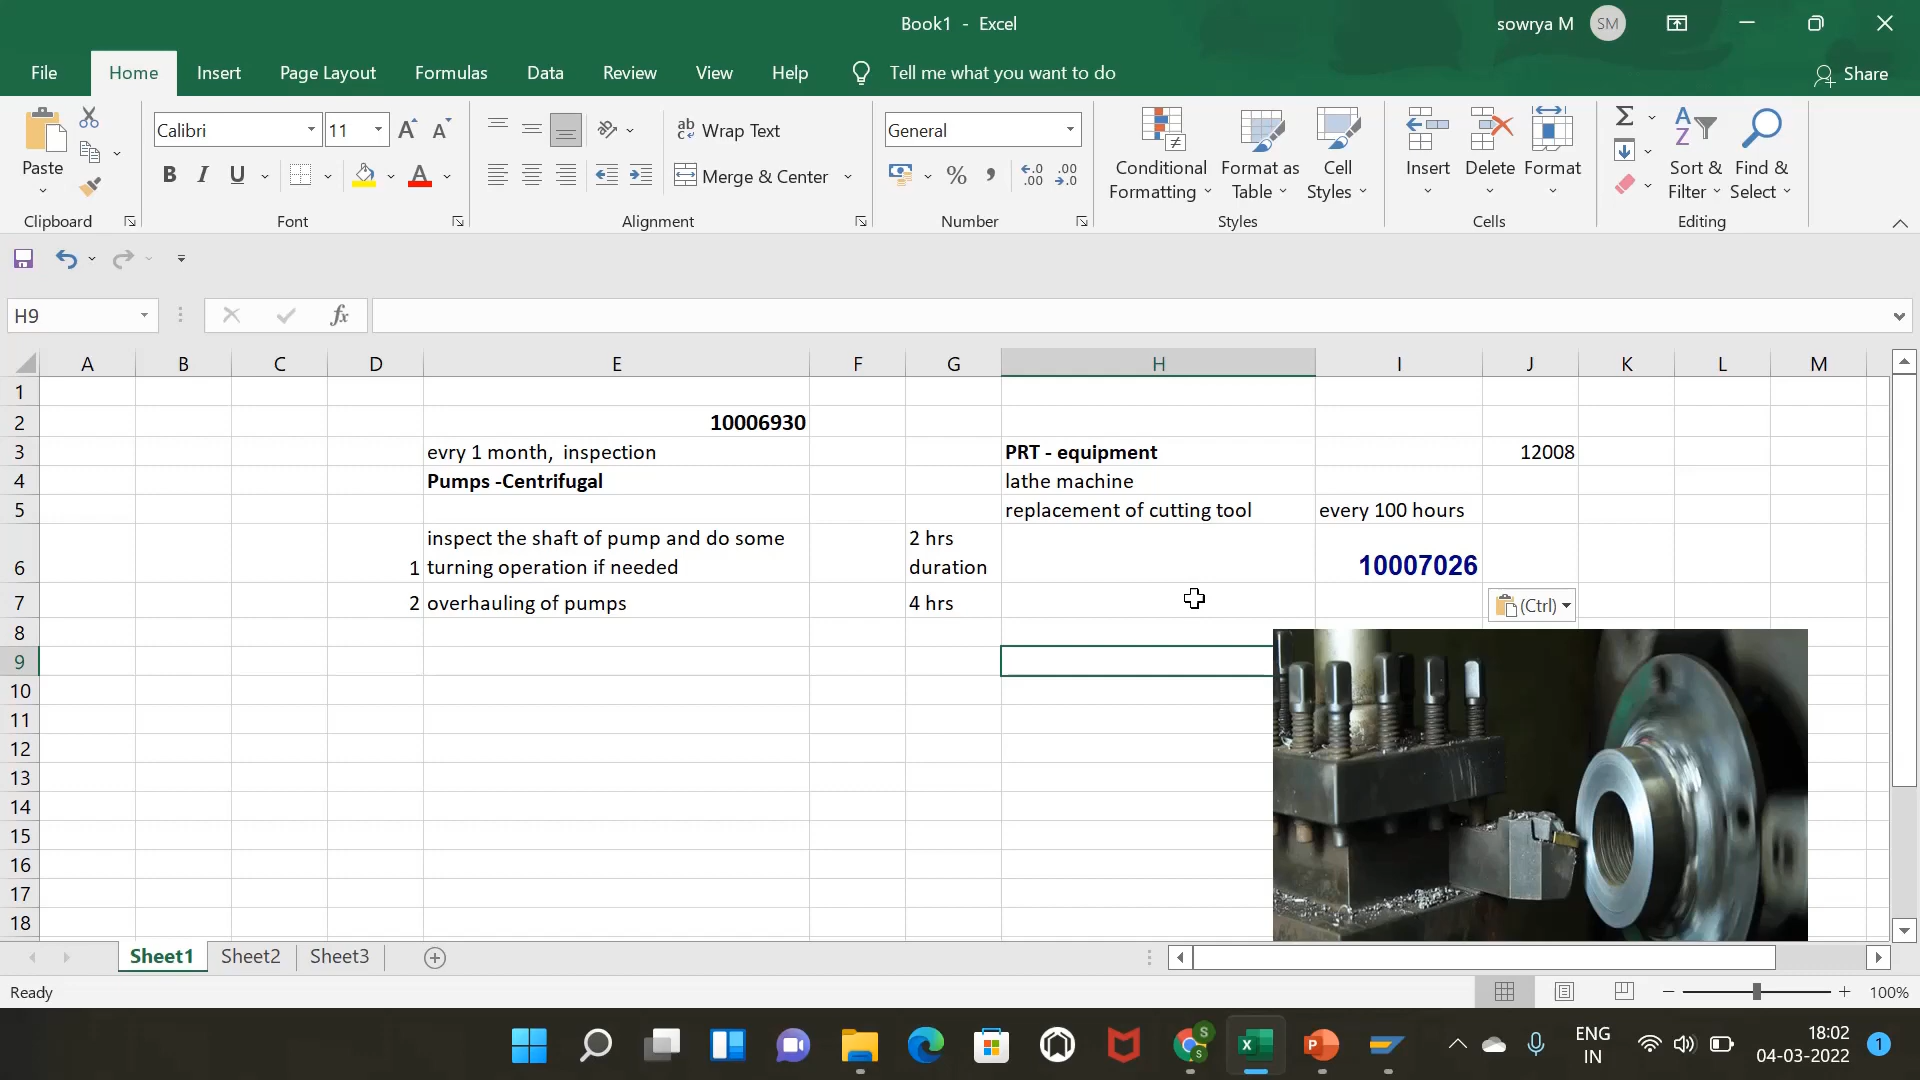 Book1 - Excel
sowrya M
SM
File Home Insert Page Layout Formulas Data Review View Help Tell me what you want to do Share
Paste
Clipboard
Calibri 11
B I U
Font
Wrap Text
Merge & Center
Alignment
General
Number
Conditional Formatting
Format as Table
Cell Styles
Styles
Insert Delete Format
Cells
Sort & Filter
Find & Select
Editing
H9
fx
A B C D E F G H I J K L M
1
2 10006930
3 evry 1 month, inspection PRT - equipment 12008
4 Pumps -Centrifugal lathe machine
5 replacement of cutting tool every 100 hours
inspect the shaft of pump and do some 2 hrs
6 1 turning operation if needed duration 10007026
7 2 overhauling of pumps 4 hrs (Ctrl)
8
9
10
11
12
13
14
15
16
17
18
Sheet1 Sheet2 Sheet3
Ready 100%
ENG 18:02
IN 04-03-2022 1